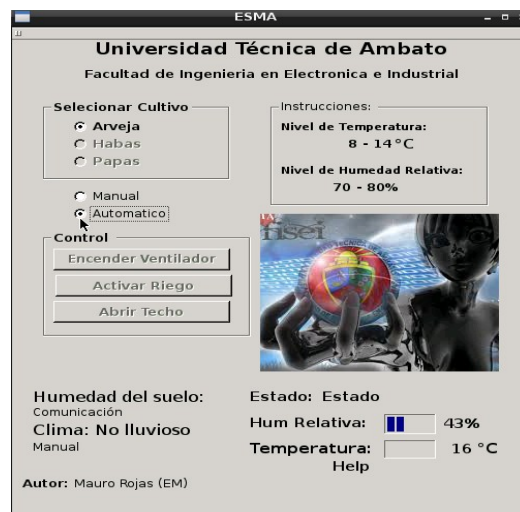 ESMA
Universidad Técnica de Ambato
Facultad de Ingenieria en Electronica e Industrial
Selecionar Cultivo
Arveja
Habas
Papas
Instrucciones:
Nivel de Temperatura:
8 - 14°C
Nivel de Humedad Relativa:
70 - 80%
Manual
Automatico
Control
Encender Ventilador
Activar Riego
Abrir Techo
fisei
Humedad del suelo:
Comunicación
Clima: No lluvioso
Manual
Estado: Estado
Hum Relativa: 43%
Temperatura: 16 °C
Help
Autor: Mauro Rojas (EM)